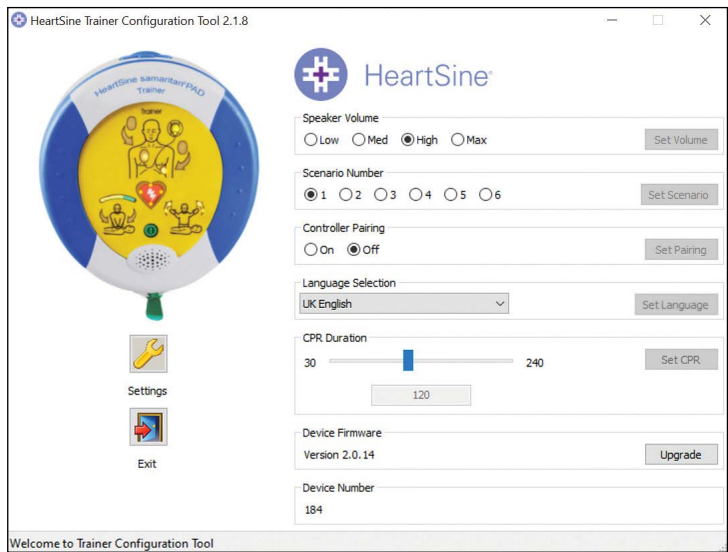 HeartSine Trainer Configuration Tool 2.1.8
HeartSine samaritan PAD
Trainer
Trainer
HeartSine
Speaker Volume
Low Med High Max Set Volume
Scenario Number
1 2 3 4 5 6 Set Scenario
Controller Pairing
On Off Set Pairing
Language Selection
UK English Set Language
CPR Duration
30 240 Set CPR
120
Settings
Device Firmware
Version 2.0.14 Upgrade
Exit
Device Number
184
Welcome to Trainer Configuration Tool